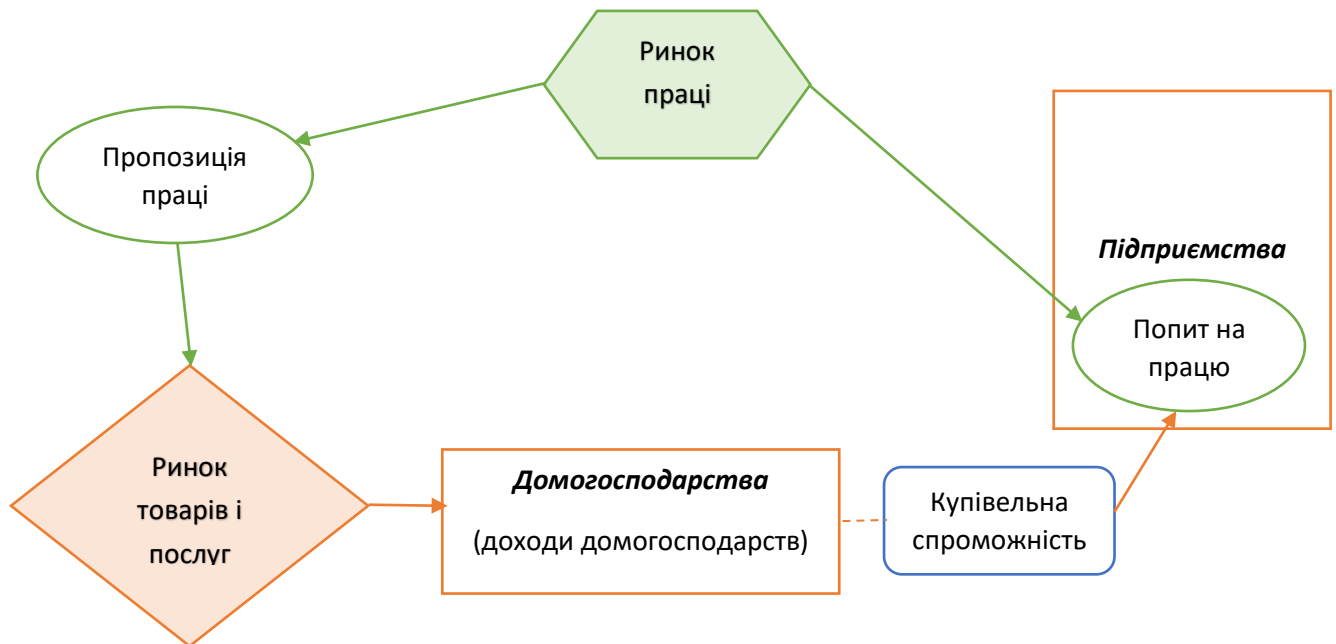 Ринок
праці
Пропозиція
праці
Підприємства
Попит на
працю
Ринок
товарів і
послуг
Домогосподарства
(доходи домогосподарств)
Купівельна
спроможність